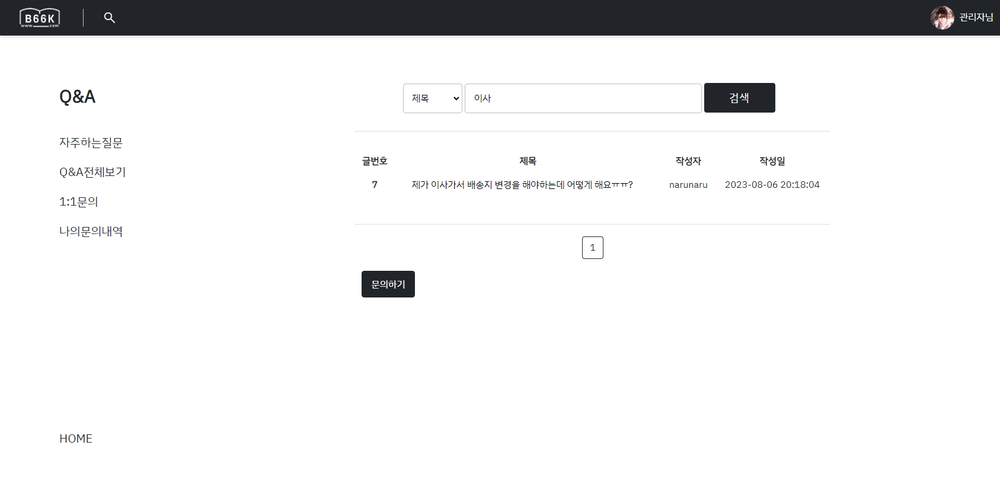 B66K
www.
.com
관리자님
Q&A
자주하는질문
Q&A전체보기
1:1문의
나의문의내역
HOME
제목 이사 검색
글번호 제목 작성자 작성일
7 제가 이사가서 배송지 변경을 해야하는데 어떻게 해요ㅠㅠ? narunaru 2023-08-06 20:18:04
1
문의하기